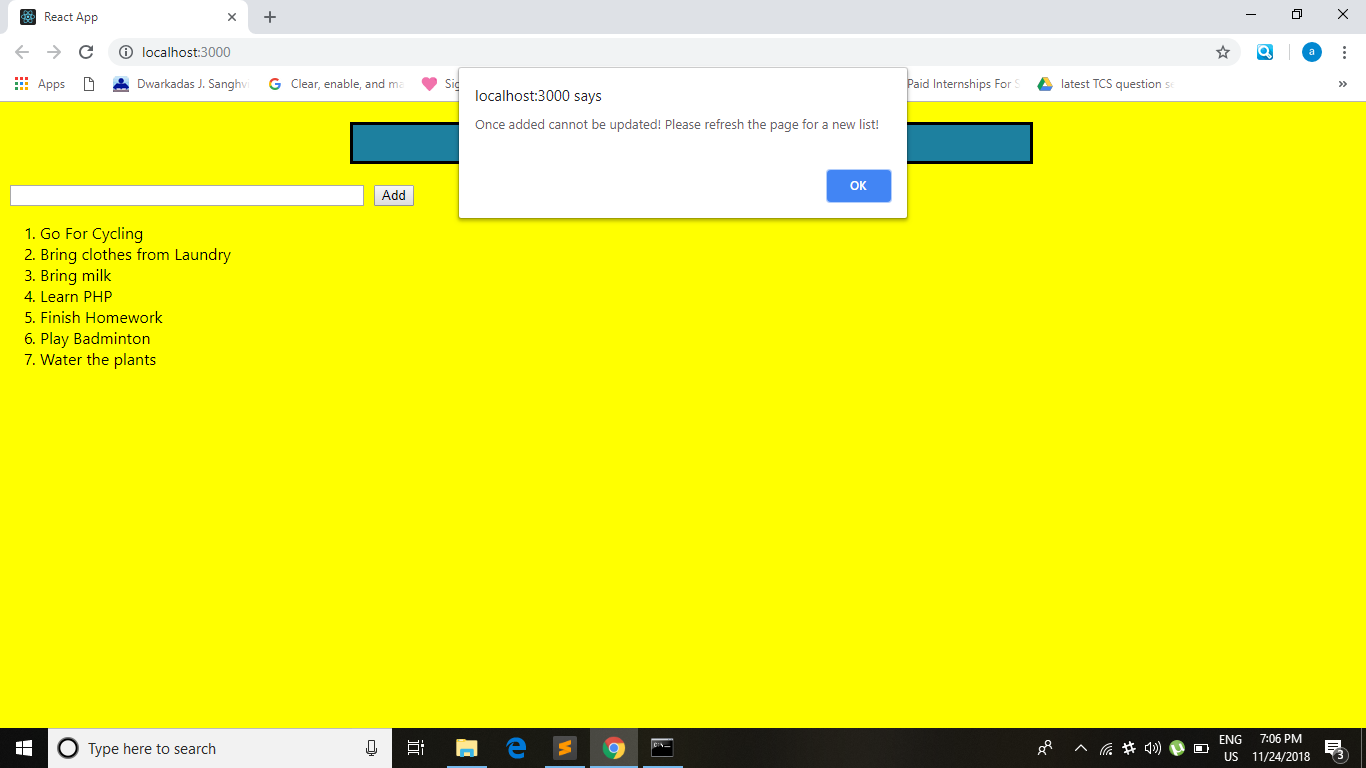 React App
localhost:3000
a
Apps
Dwarkadas J. Sanghvi
Clear, enable, and ma
Sig
Paid Internships For S
latest TCS question se
»
localhost:3000 says
Once added cannot be updated! Please refresh the page for a new list!
OK
Add
1. Go For Cycling
2. Bring clothes from Laundry
3. Bring milk
4. Learn PHP
5. Finish Homework
6. Play Badminton
7. Water the plants
Type here to search
ENG
US
7:06 PM
11/24/2018
3